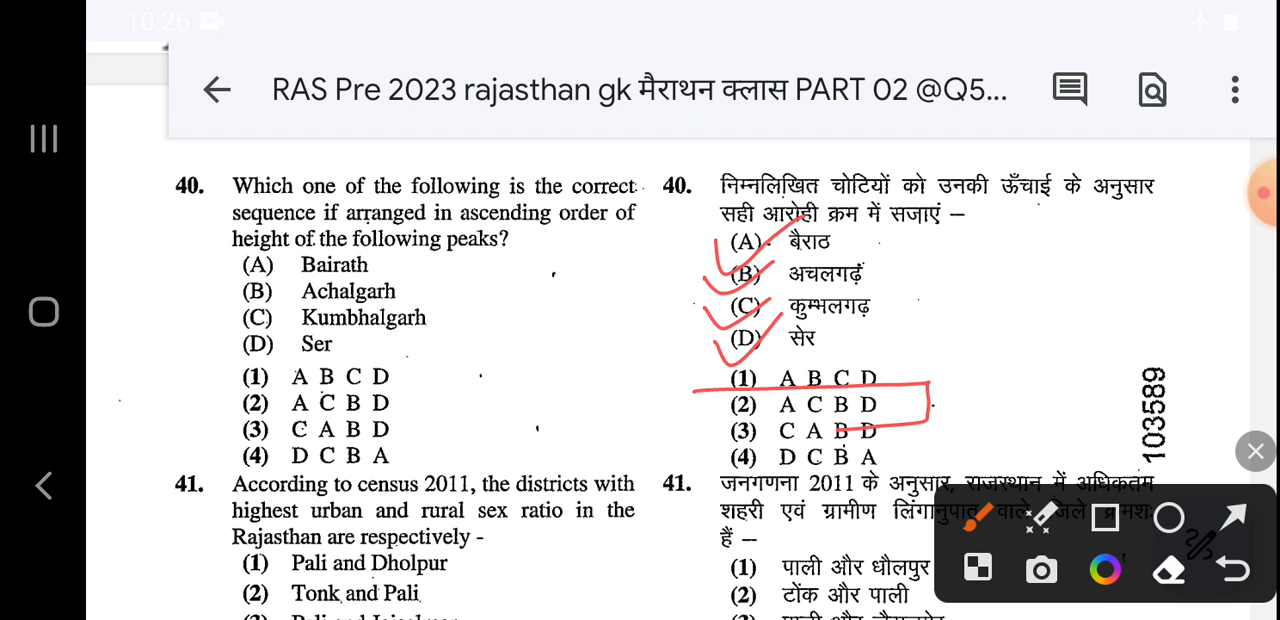 10:26
RAS Pre 2023 rajasthan gk मैराथन क्लास PART 02 @Q5...
40. Which one of the following is the correct
sequence if arranged in ascending order of
height of the following peaks?
(A) Bairath
(B) Achalgarh
(C) Kumbhalgarh
(D) Ser
(1) A B C D
(2) A C B D
(3) C A B D
(4) D C B A
41. According to census 2011, the districts with
highest urban and rural sex ratio in the
Rajasthan are respectively -
(1) Pali and Dholpur
(2) Tonk and Pali
40. निम्नलिखित चोटियों को उनकी ऊँचाई के अनुसार
सही आरोही क्रम में सजाएं –
(A) बैराठ
(B) अचलगढ़
(C) कुम्भलगढ़
(D) सेर
(1) A B C D
(2) A C B D
(3) C A B D
(4) D C B A
41. जनगणना 2011 के अनुसार, राजस्थान में अधिकतम
शहरी एवं ग्रामीण लिंगानुपात वाले जिले
हैं –
(1) पाली और धौलपुर
(2) टोंक और पाली
103589